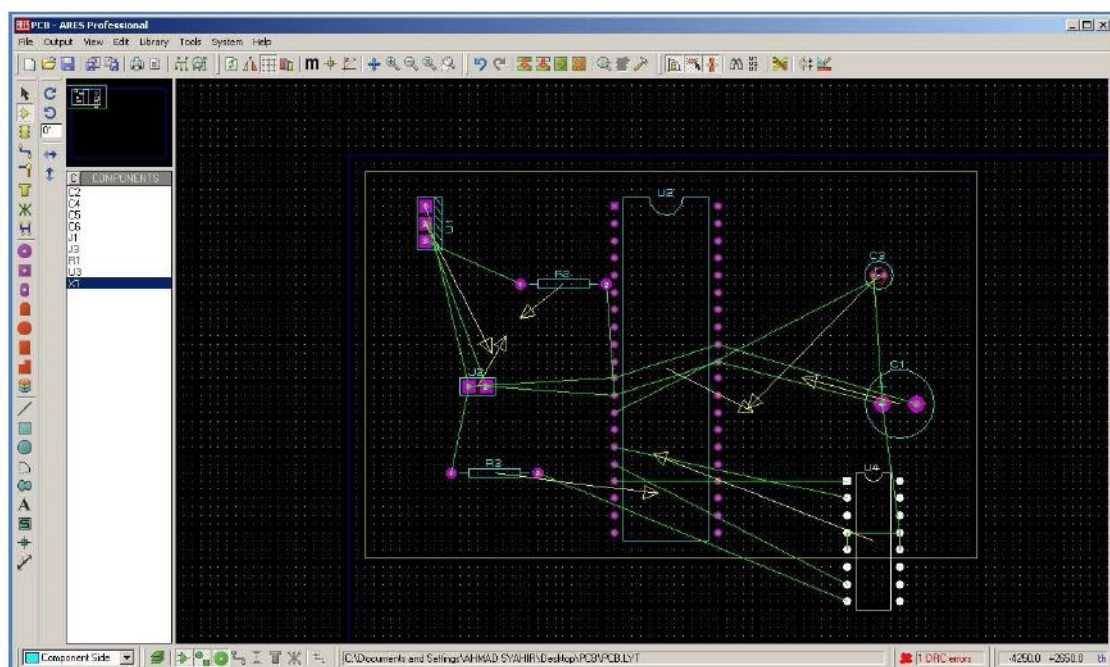 PCB - ARES Professional
File Output View Edit Library Tools System Help
m
0°
C COMPONENTS
C2
C4
C5
C6
J1
J3
R1
U3
X1
U2
U1
C3
R2
J2
C1
R3
U4
A
S
Component Side
C:\Documents and Settings\AHMAD SYAHIR\Desktop\PCB\PCB.LYT
1 DRC errors
-4250.0 +2650.0 th